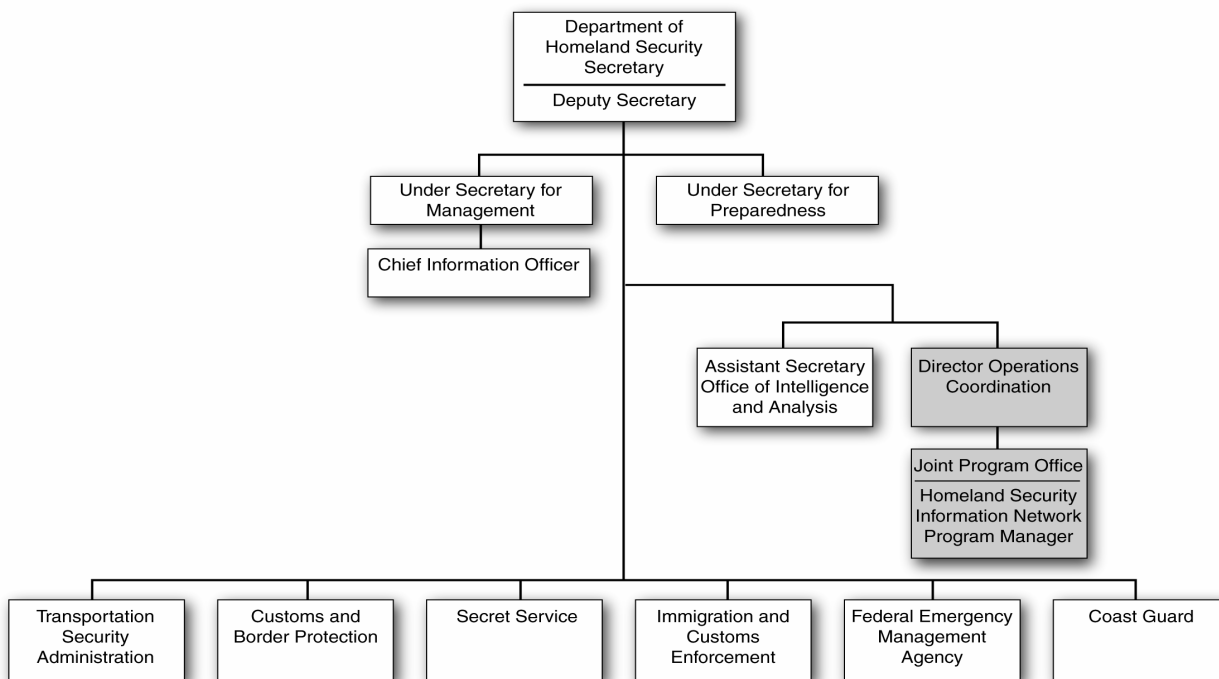 Department of
Homeland Security
Secretary
Deputy Secretary
Under Secretary for
Management
Under Secretary for
Preparedness
Chief Information Officer
Assistant Secretary
Office of Intelligence
and Analysis
Director Operations
Coordination
Joint Program Office
Homeland Security
Information Network
Program Manager
Transportation
Security
Administration
Customs and
Border Protection
Secret Service
Immigration and
Customs
Enforcement
Federal Emergency
Management
Agency
Coast Guard